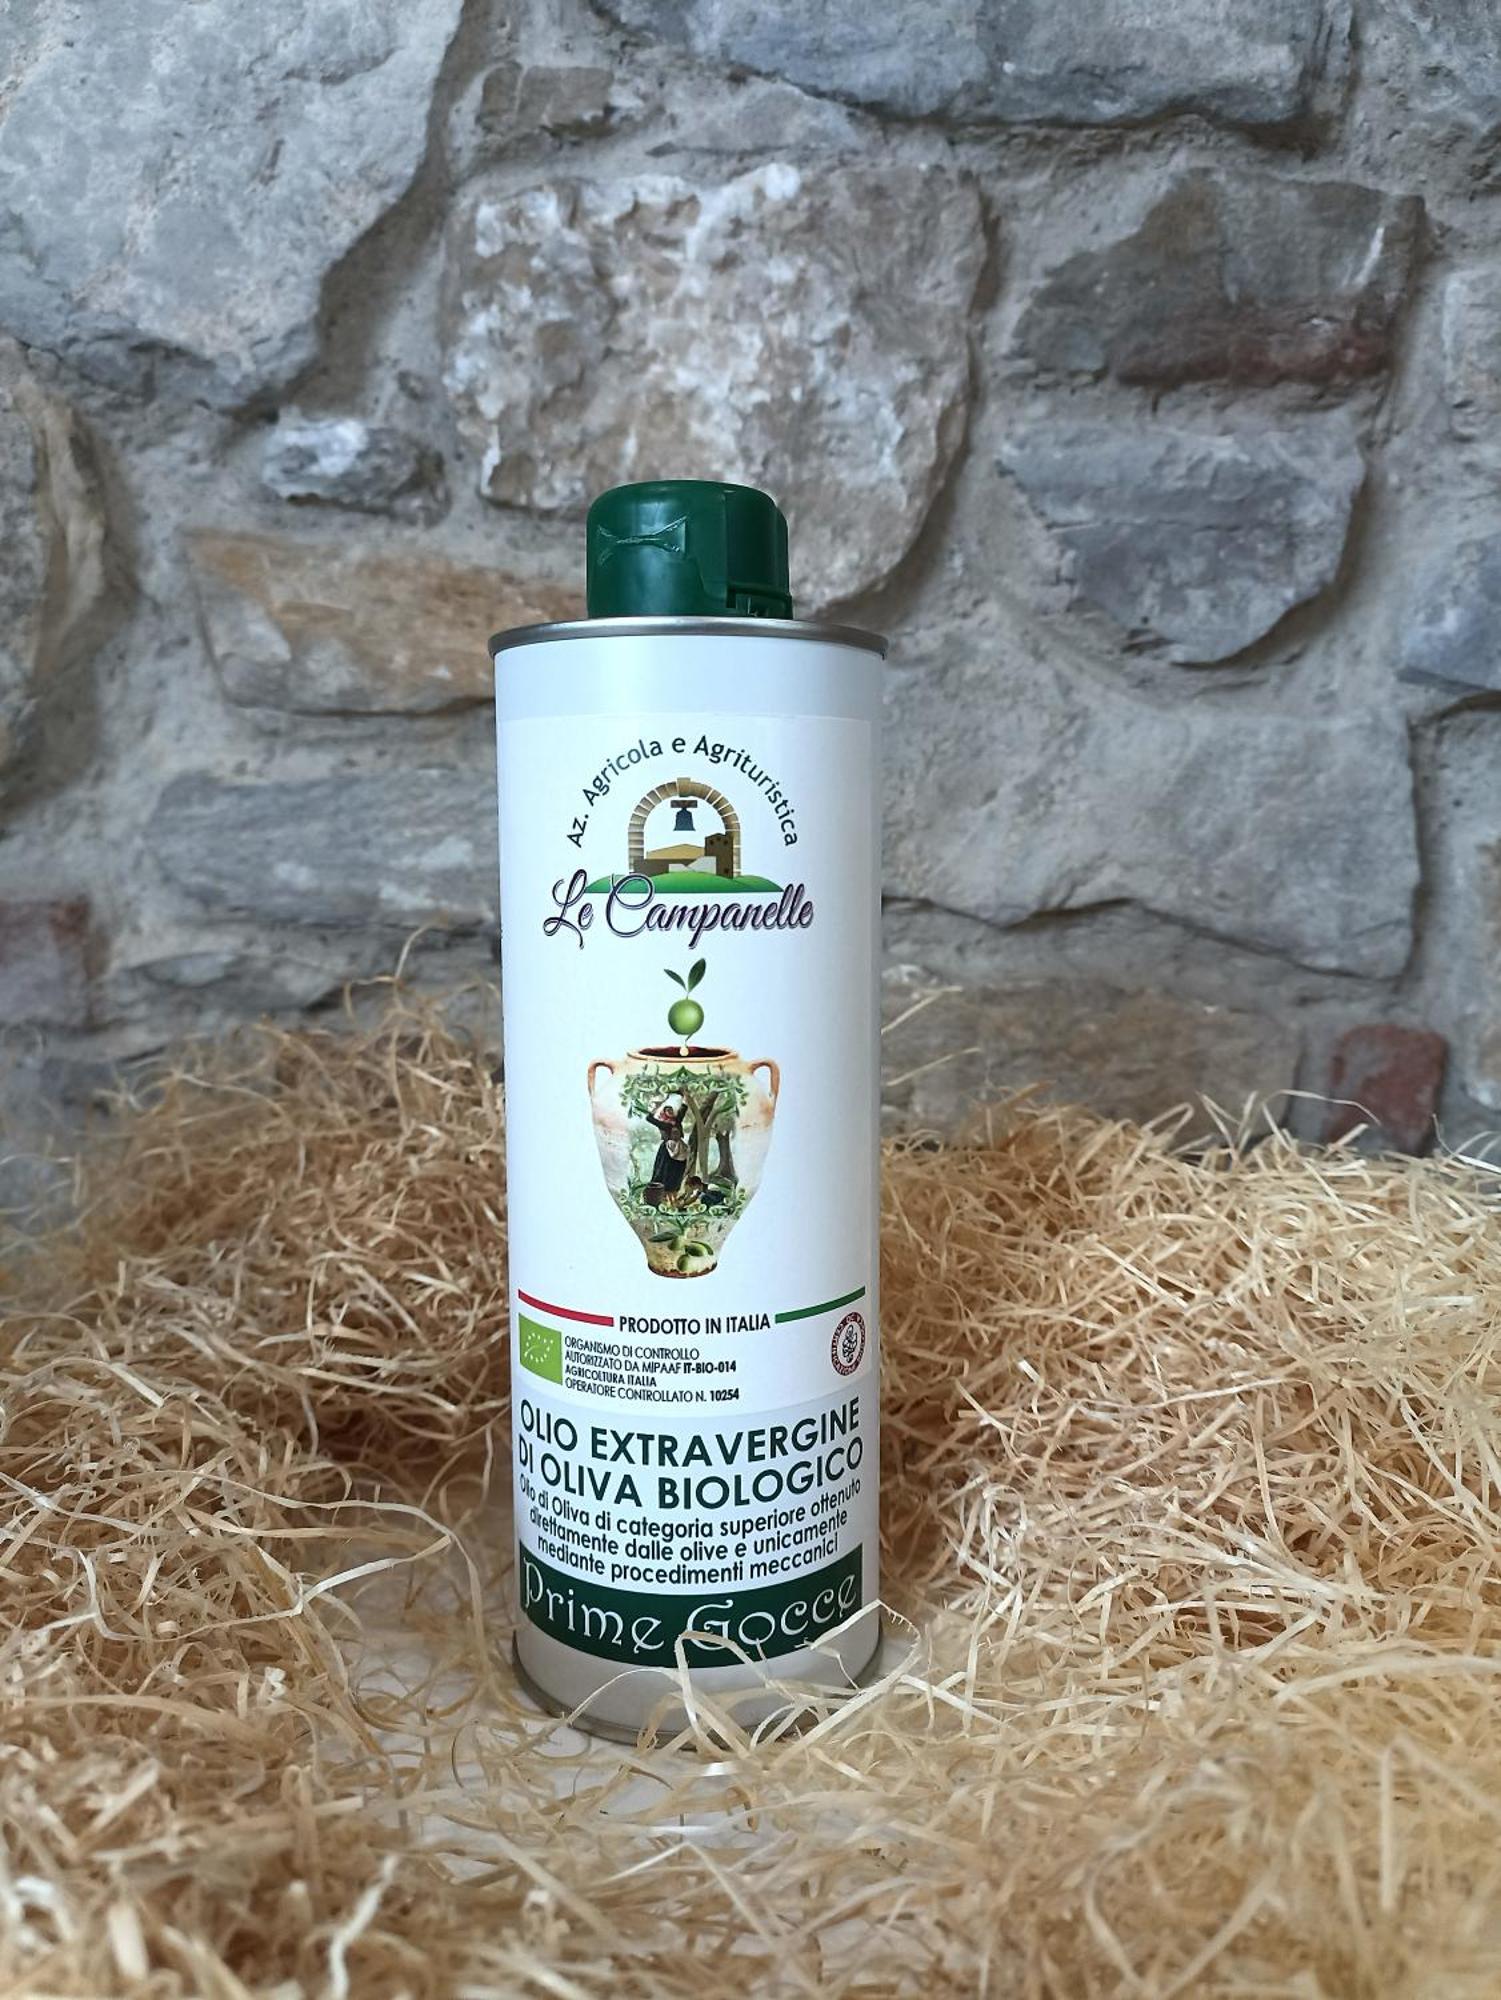 Az. Agricola e Agrituristica
Le Campanelle
PRODOTTO IN ITALIA
ORGANISMO DI CONTROLLO
AUTORIZZATO DA MIPAAF IT-BIO-014
AGRICOLTURA ITALIA
OPERATORE CONTROLLATO N. 10254
OLIO EXTRAVERGINE
DI OLIVA BIOLOGICO
Olio di Oliva di categoria superiore ottenuto
direttamente dalle olive e unicamente
mediante procedimenti meccanici
Prime Gocce